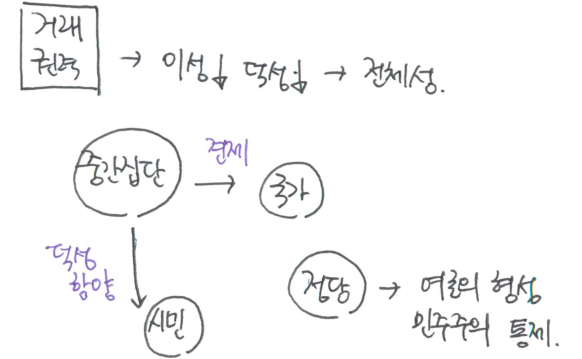 거래
권력 → 이성↓ 덕성↓ → 전체성.
중간집단 → 국가
견제
덕성
함양
시민
정당 → 여론의 형성
민주주의 통제.